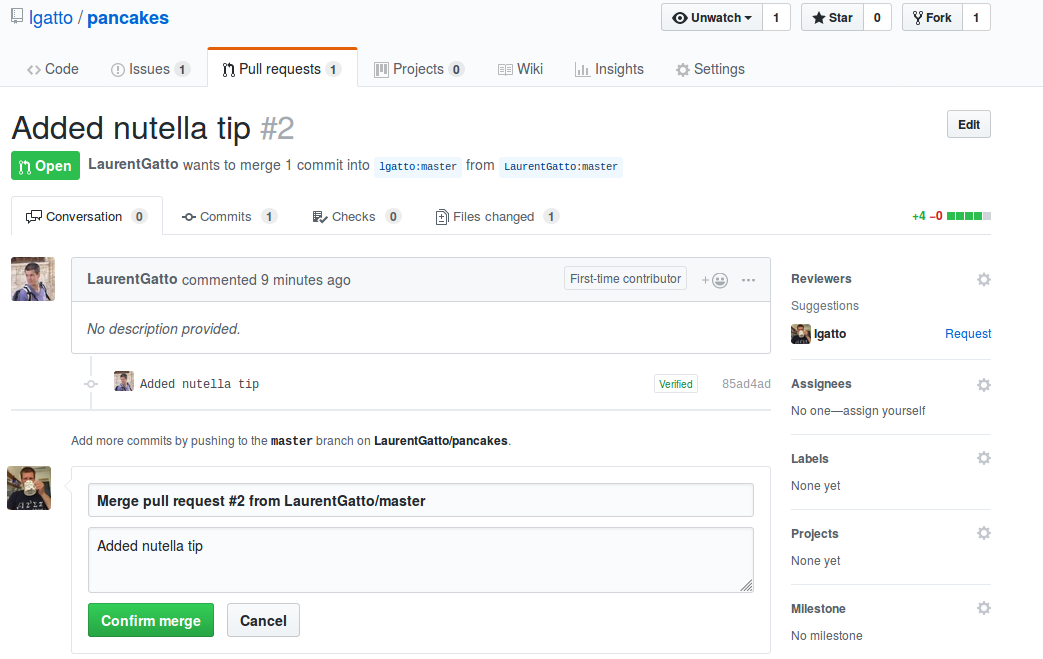 lgatto / pancakes
Unwatch 1 Star 0 Fork 1
Code Issues 1 Pull requests 1 Projects 0 Wiki Insights Settings
Added nutella tip #2
Edit
Open LaurentGatto wants to merge 1 commit into lgatto:master from LaurentGatto:master
Conversation 0 Commits 1 Checks 0 Files changed 1 +4 −0
LaurentGatto commented 9 minutes ago First-time contributor
No description provided.
Added nutella tip Verified 85ad4ad
Add more commits by pushing to the master branch on LaurentGatto/pancakes.
Merge pull request #2 from LaurentGatto/master
Added nutella tip
Confirm merge Cancel
Reviewers
Suggestions
lgatto Request
Assignees
No one—assign yourself
Labels
None yet
Projects
None yet
Milestone
No milestone